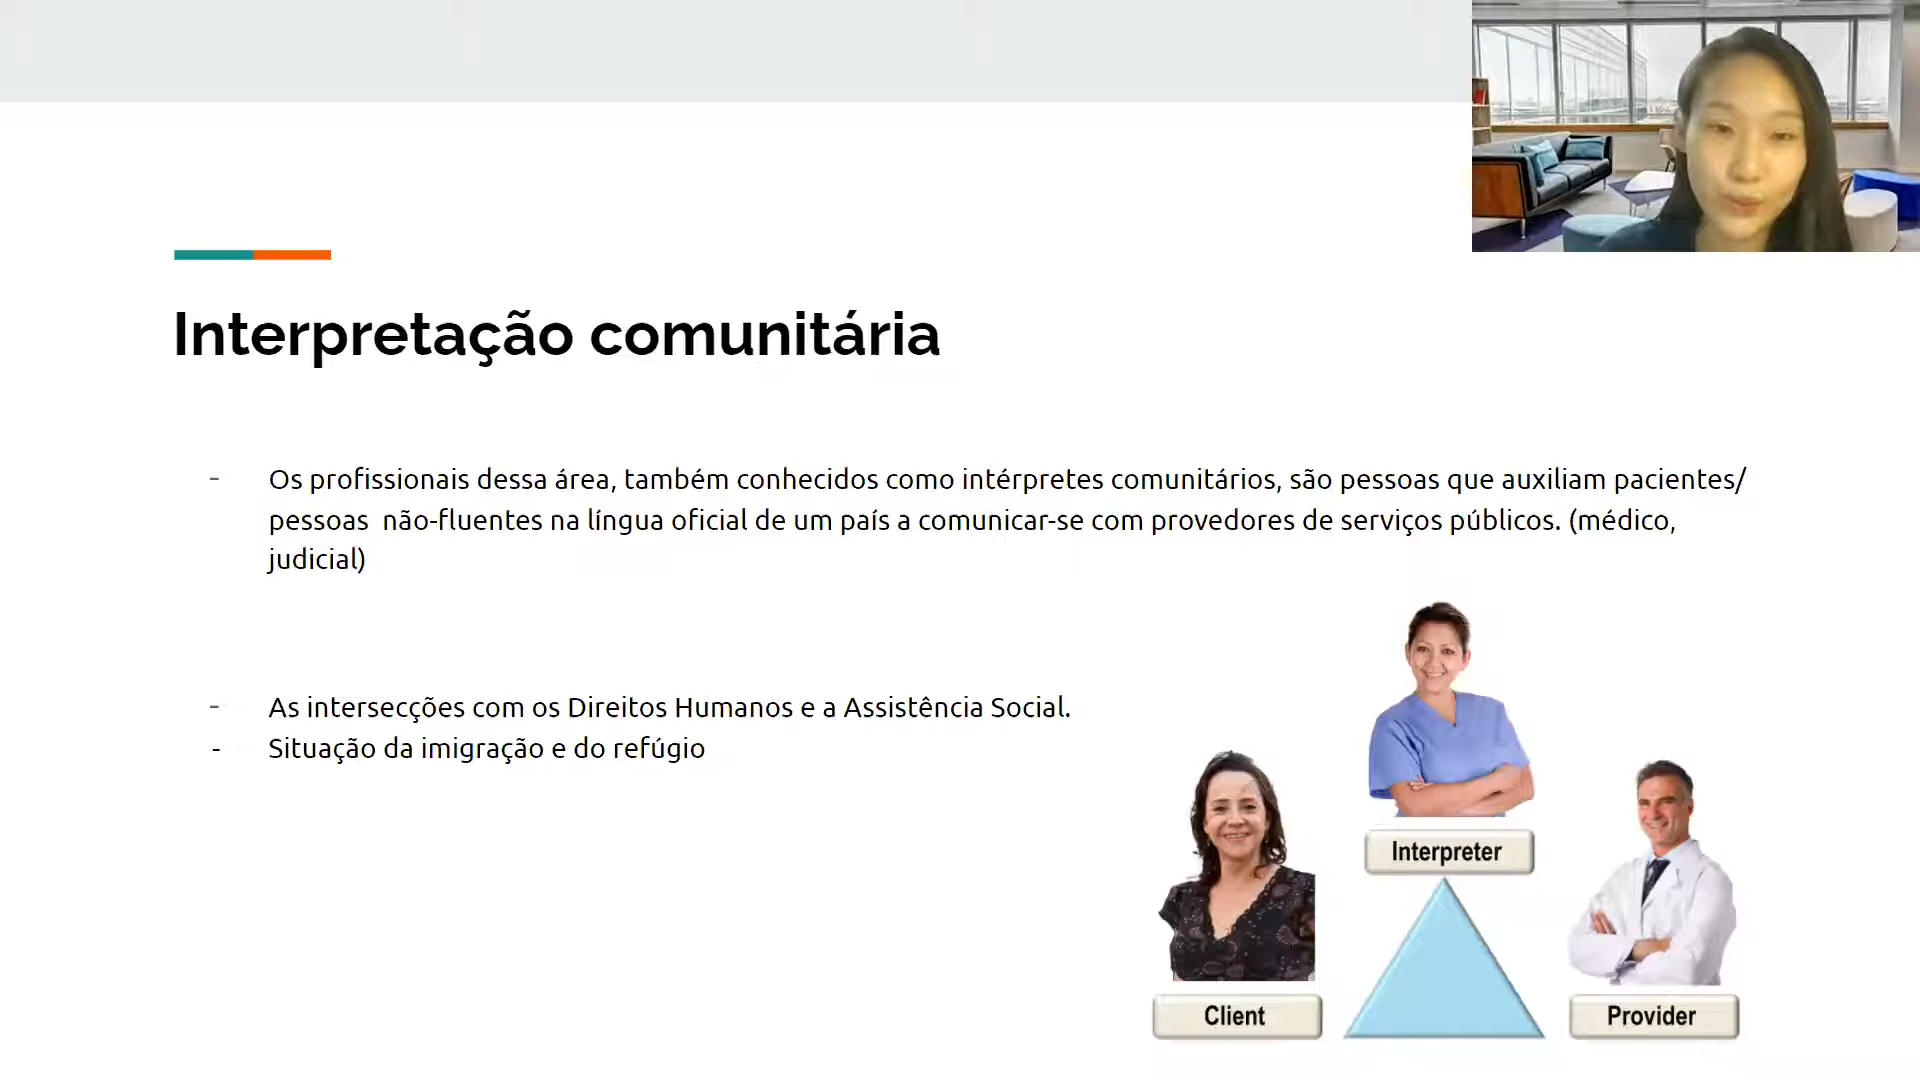 Interpretação comunitária
- Os profissionais dessa área, também conhecidos como intérpretes comunitários, são pessoas que auxiliam pacientes/
pessoas não-fluentes na língua oficial de um país a comunicar-se com provedores de serviços públicos. (médico,
judicial)
- As intersecções com os Direitos Humanos e a Assistência Social.
- Situação da imigração e do refúgio
Interpreter
Client
Provider